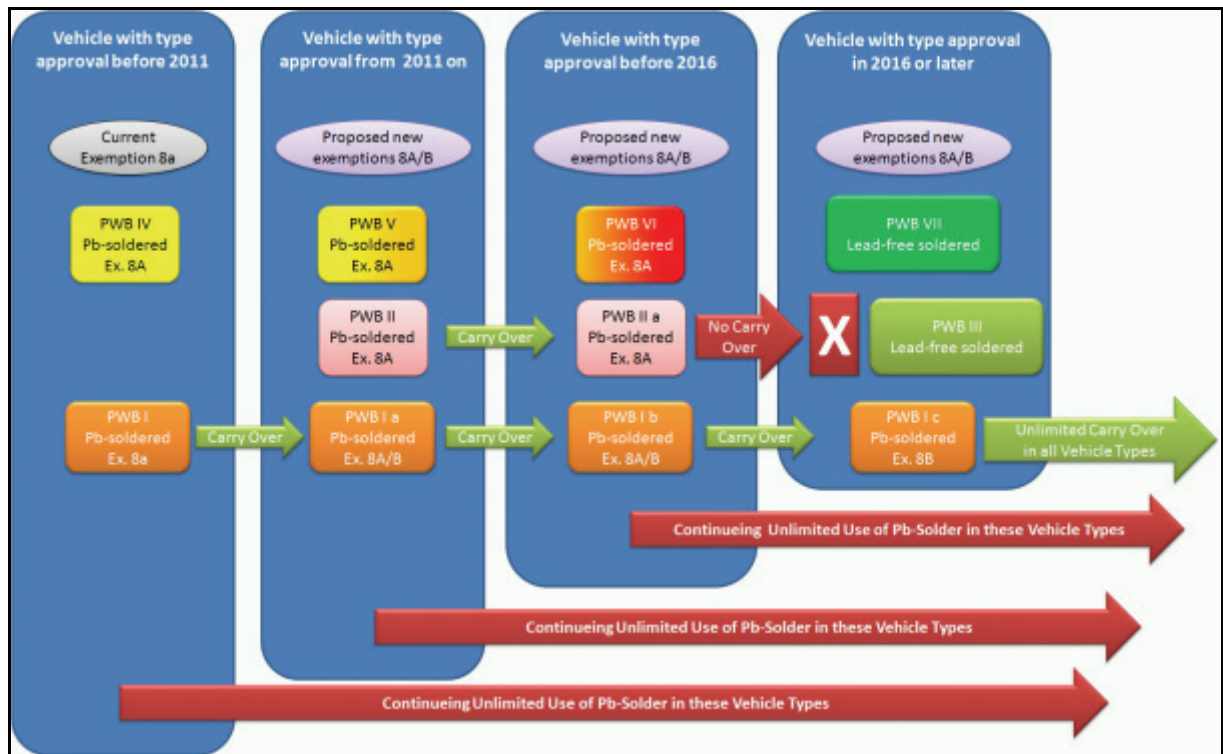 Vehicle with type
approval before 2011
Vehicle with type
approval from 2011 on
Vehicle with type
approval before 2016
Vehicle with type approval
in 2016 or later
Current
Exemption 8a
Proposed new
exemptions 8A/B
Proposed new
exemptions 8A/B
Proposed new
exemptions 8A/B
PWB IV
Pb-soldered
Ex. 8A
PWB V
Pb-soldered
Ex. 8A
PWB VI
Pb-soldered
Ex. 8A
PWB VII
Lead-free soldered
PWB II
Pb-soldered
Ex. 8A
Carry Over
PWB II a
Pb-soldered
Ex. 8A
No Carry
Over
X
PWB III
Lead-free soldered
PWB I
Pb-soldered
Ex. 8a
Carry Over
PWB I a
Pb-soldered
Ex. 8A/B
Carry Over
PWB I b
Pb-soldered
Ex. 8A/B
Carry Over
PWB I c
Pb-soldered
Ex. 8B
Unlimited Carry Over
in all Vehicle Types
Continueing Unlimited Use of Pb-Solder in these Vehicle Types
Continueing Unlimited Use of Pb-Solder in these Vehicle Types
Continueing Unlimited Use of Pb-Solder in these Vehicle Types